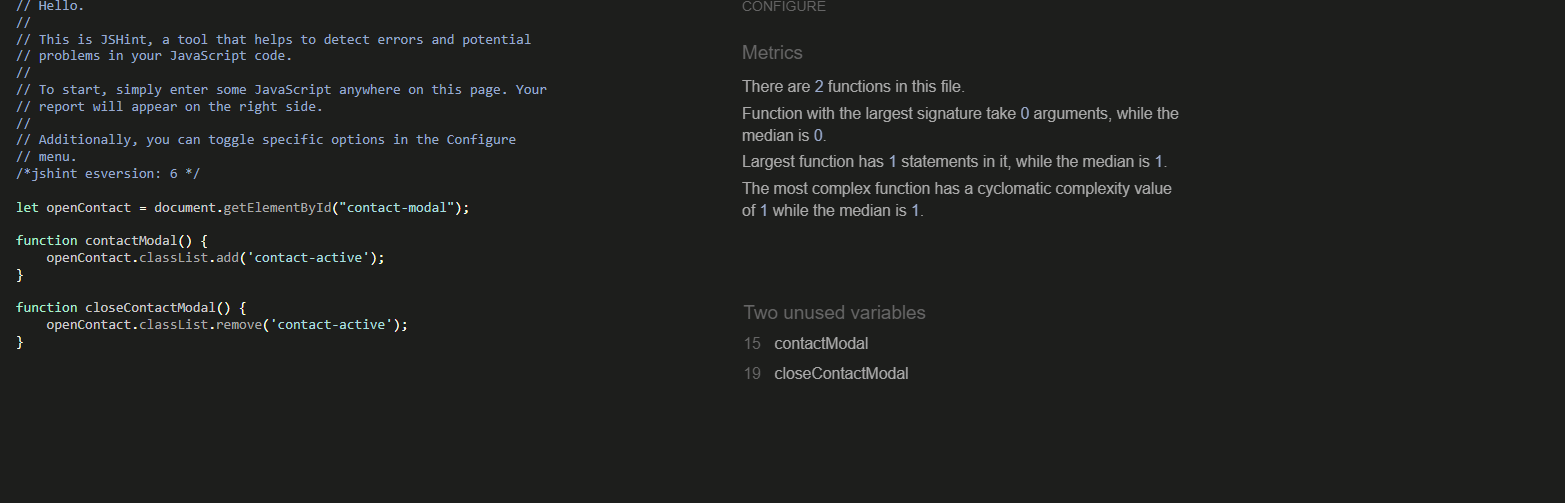 // Hello.
//
// This is JSHint, a tool that helps to detect errors and potential
// problems in your JavaScript code.
//
// To start, simply enter some JavaScript anywhere on this page. Your
// report will appear on the right side.
//
// Additionally, you can toggle specific options in the Configure
// menu.
/*jshint esversion: 6 */

let openContact = document.getElementById("contact-modal");

function contactModal() {
    openContact.classList.add('contact-active');
}

function closeContactModal() {
    openContact.classList.remove('contact-active');
}

CONFIGURE
Metrics
There are 2 functions in this file.
Function with the largest signature take 0 arguments, while the
median is 0.
Largest function has 1 statements in it, while the median is 1.
The most complex function has a cyclomatic complexity value
of 1 while the median is 1.
Two unused variables
15 contactModal
19 closeContactModal